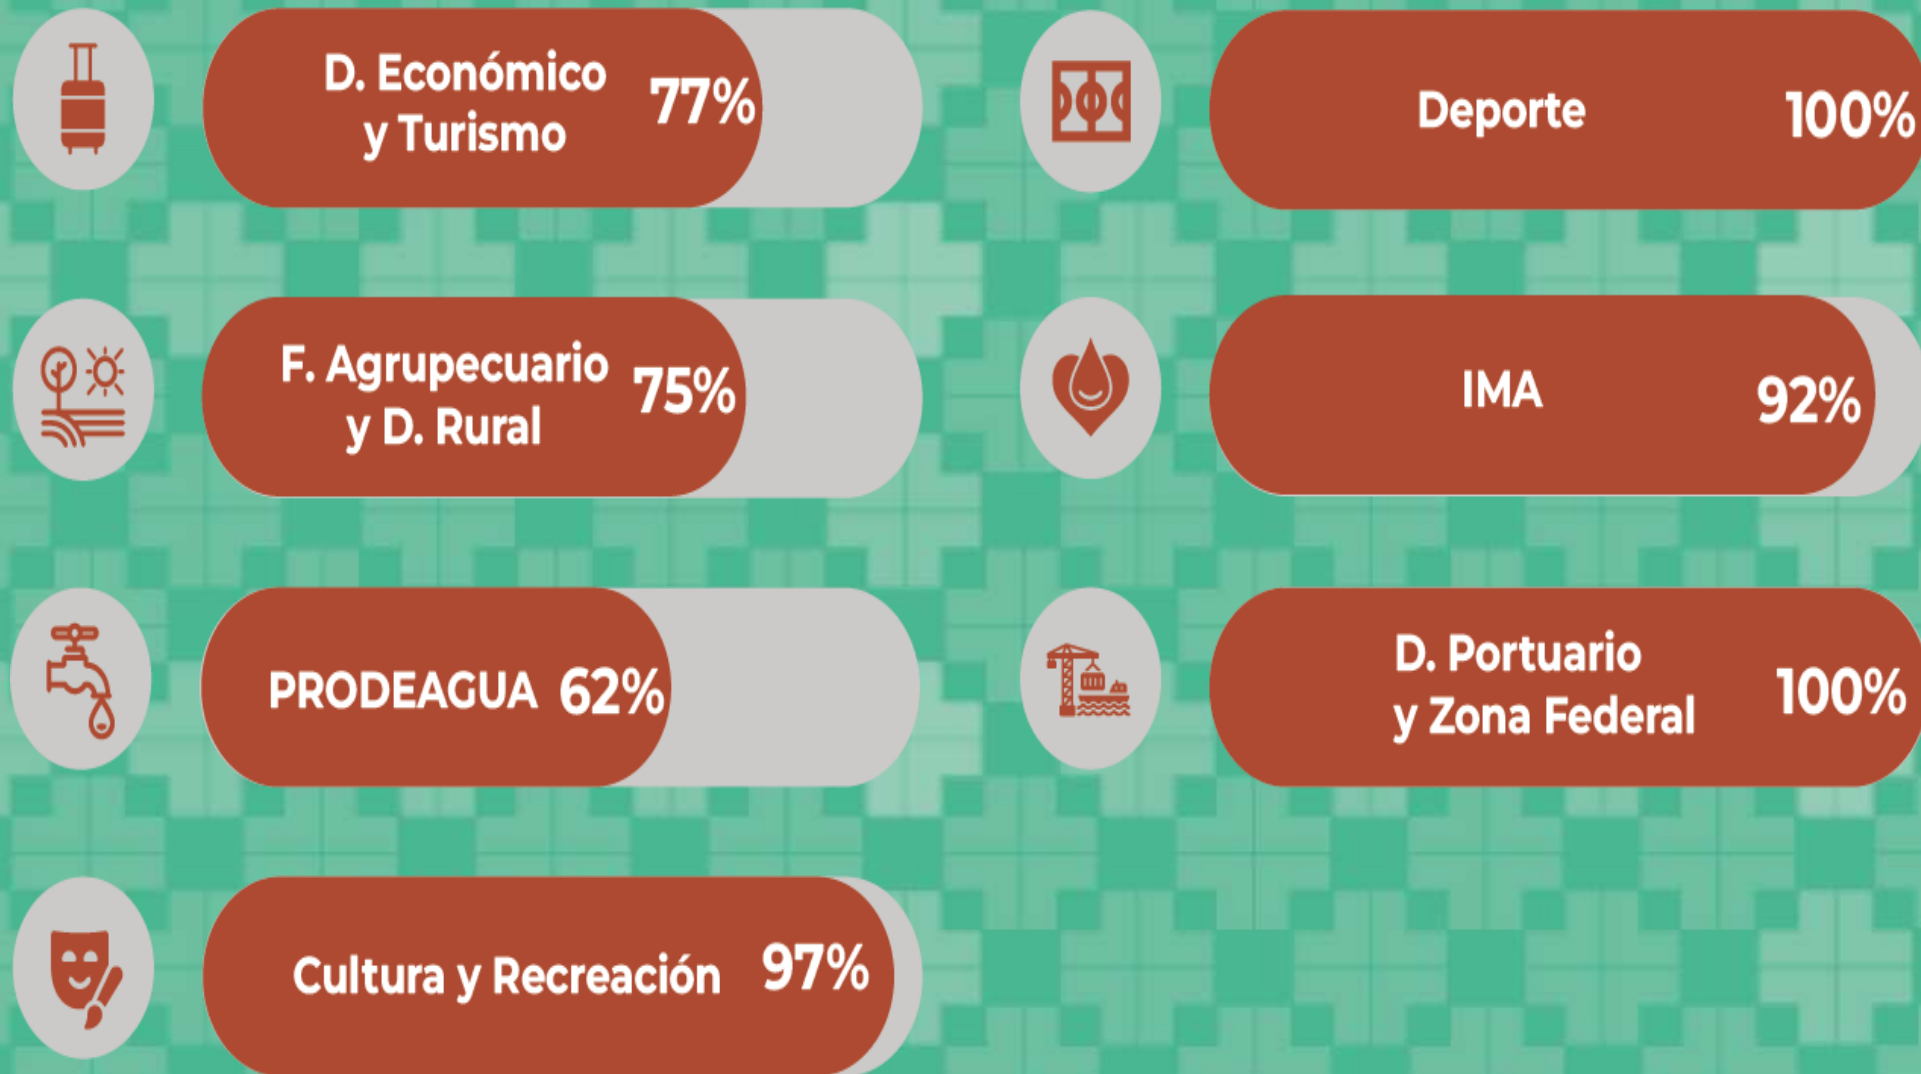 D. Económico
y Turismo
77%
F. Agrupecuario
y D. Rural
75%
PRODEAGUA 62%
Cultura y Recreación 97%
Deporte 100%
IMA 92%
D. Portuario
y Zona Federal
100%